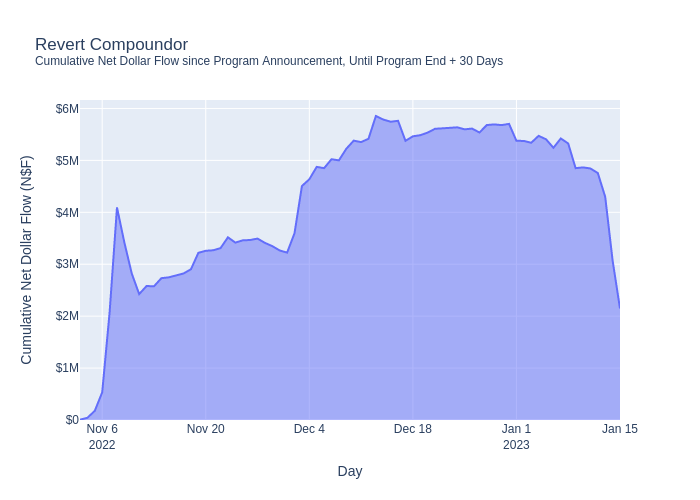 Revert Compoundor
Cumulative Net Dollar Flow since Program Announcement, Until Program End + 30 Days
Cumulative Net Dollar Flow (N$F)
$6M
$5M
$4M
$3M
$2M
$1M
$0
Nov 6
2022
Nov 20
Dec 4
Dec 18
Jan 1
2023
Jan 15
Day